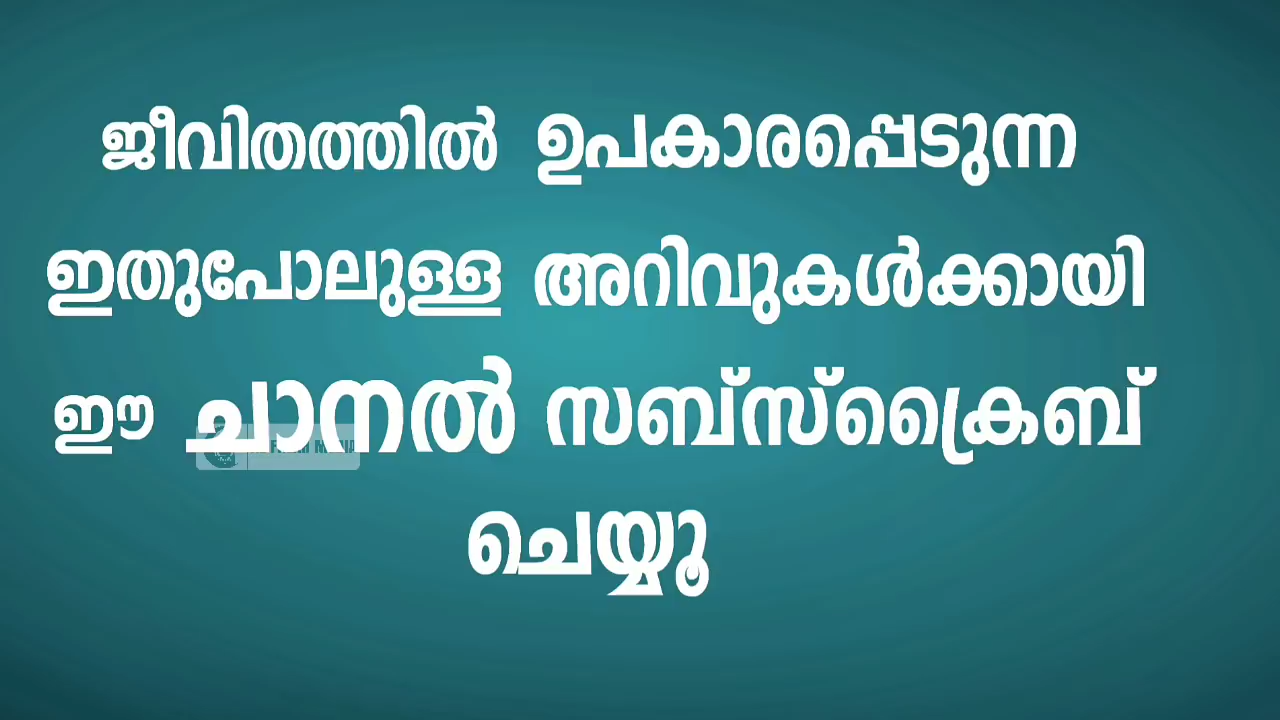 ജീവിതത്തിൽ ഉപകാരപ്പെടുന്ന
ഇതുപോലുള്ള അറിവുകൾക്കായി
ഈ ചാനൽ സബ്സ്ക്രൈബ്
ചെയ്യൂ